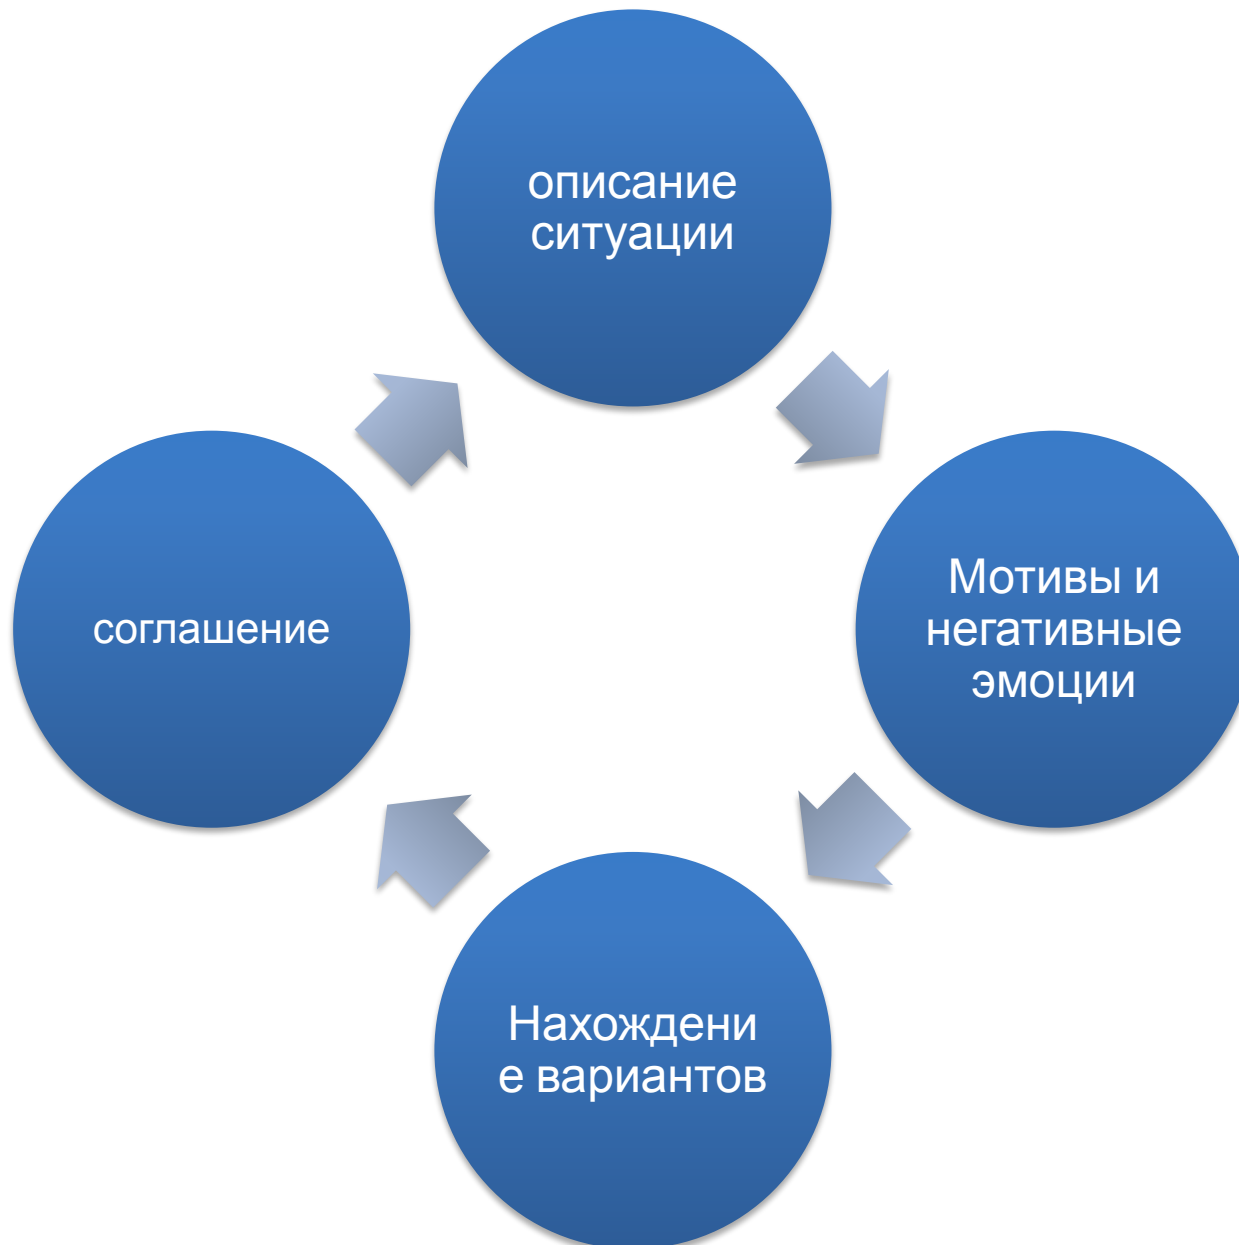 описание
ситуации
Мотивы и
негативные
эмоции
Нахождени
е вариантов
соглашение